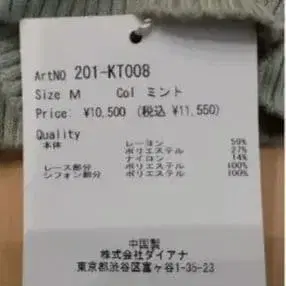 ArtNO 201-KT008
Size M Col ミント
Price: ¥10,500 (税込 ¥11,550)
Quality
本体 レーヨン 59%
ポリエステル 27%
ナイロン 14%
レース部分 ポリエステル 100%
シフォン部分 ポリエステル 100%
中国製
株式会社ダイアナ
東京都渋谷区富ヶ谷1-35-23